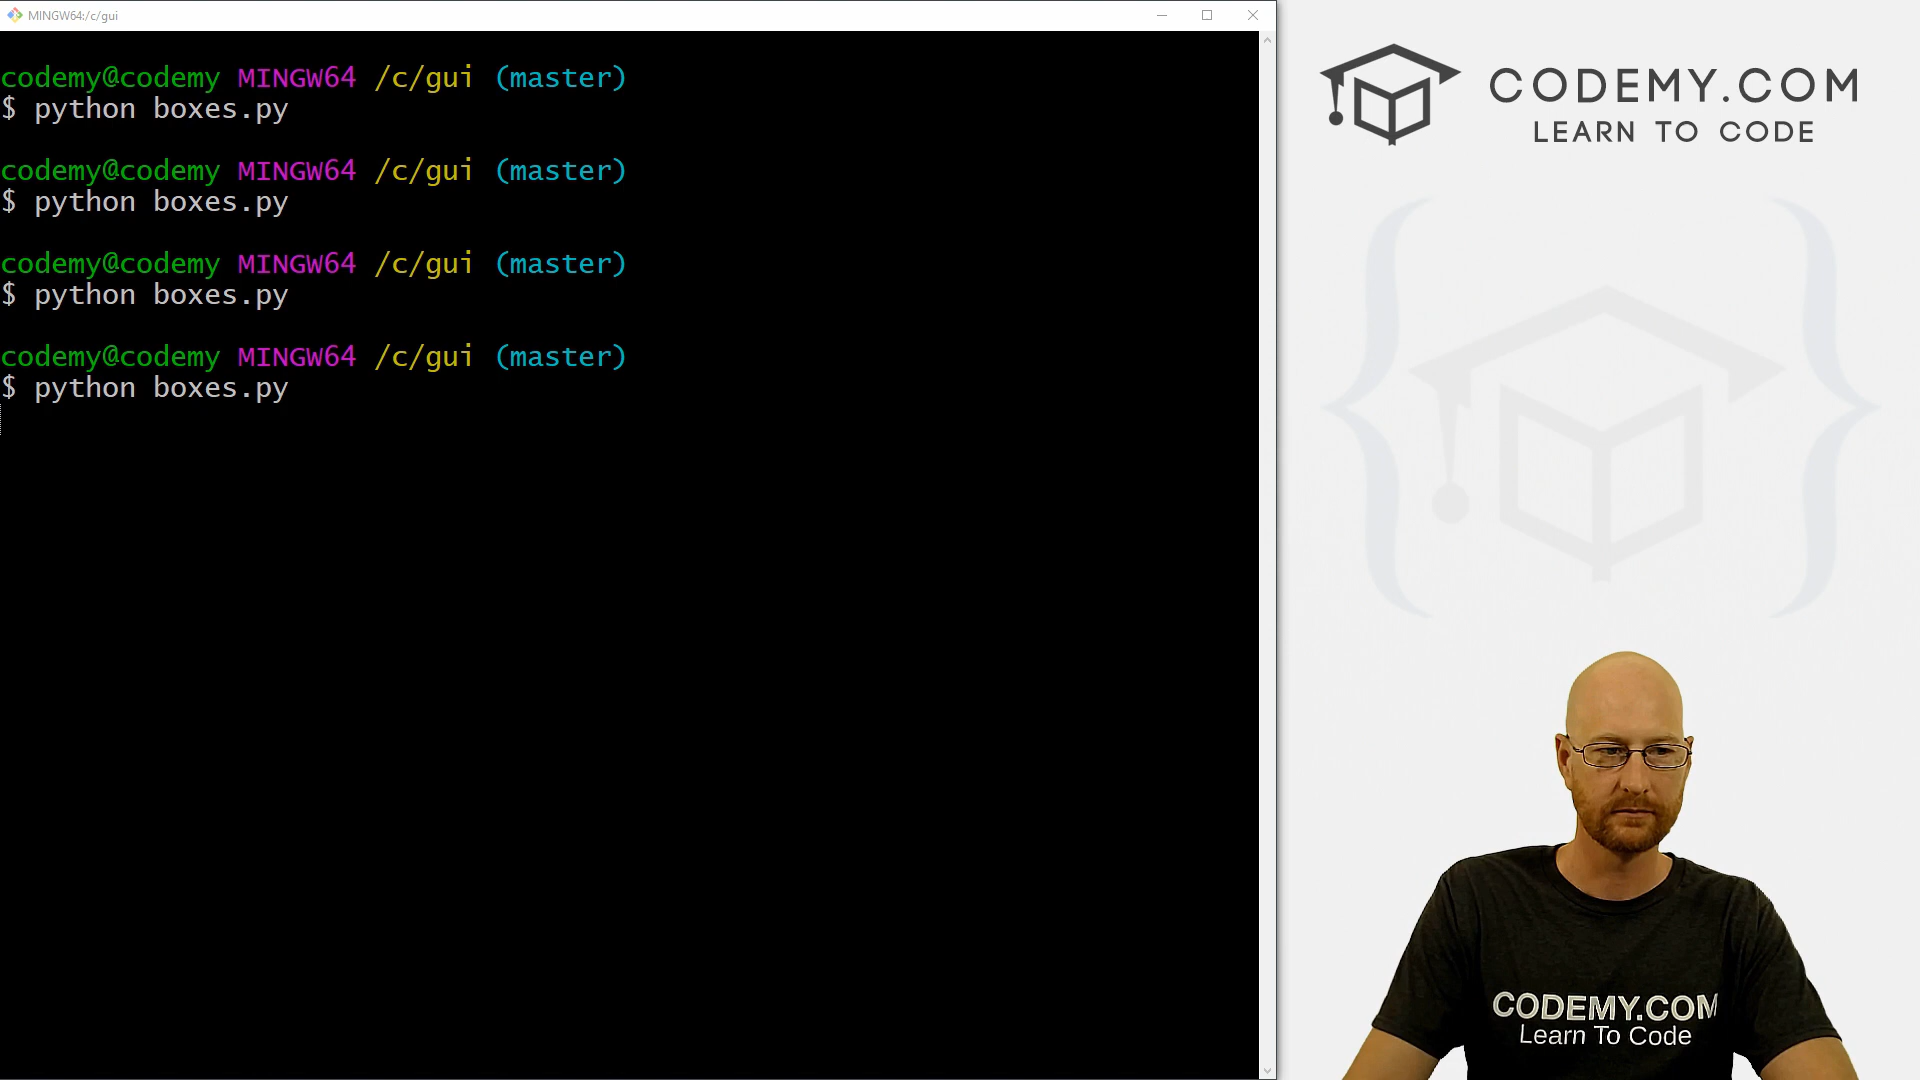 MINGW64:/c/gui
codemy@codemy MINGW64 /c/gui (master)
$ python boxes.py
codemy@codemy MINGW64 /c/gui (master)
$ python boxes.py
codemy@codemy MINGW64 /c/gui (master)
$ python boxes.py
codemy@codemy MINGW64 /c/gui (master)
$ python boxes.py
CODEMY.COM
LEARN TO CODE
CODEMY.COM
Learn To Code